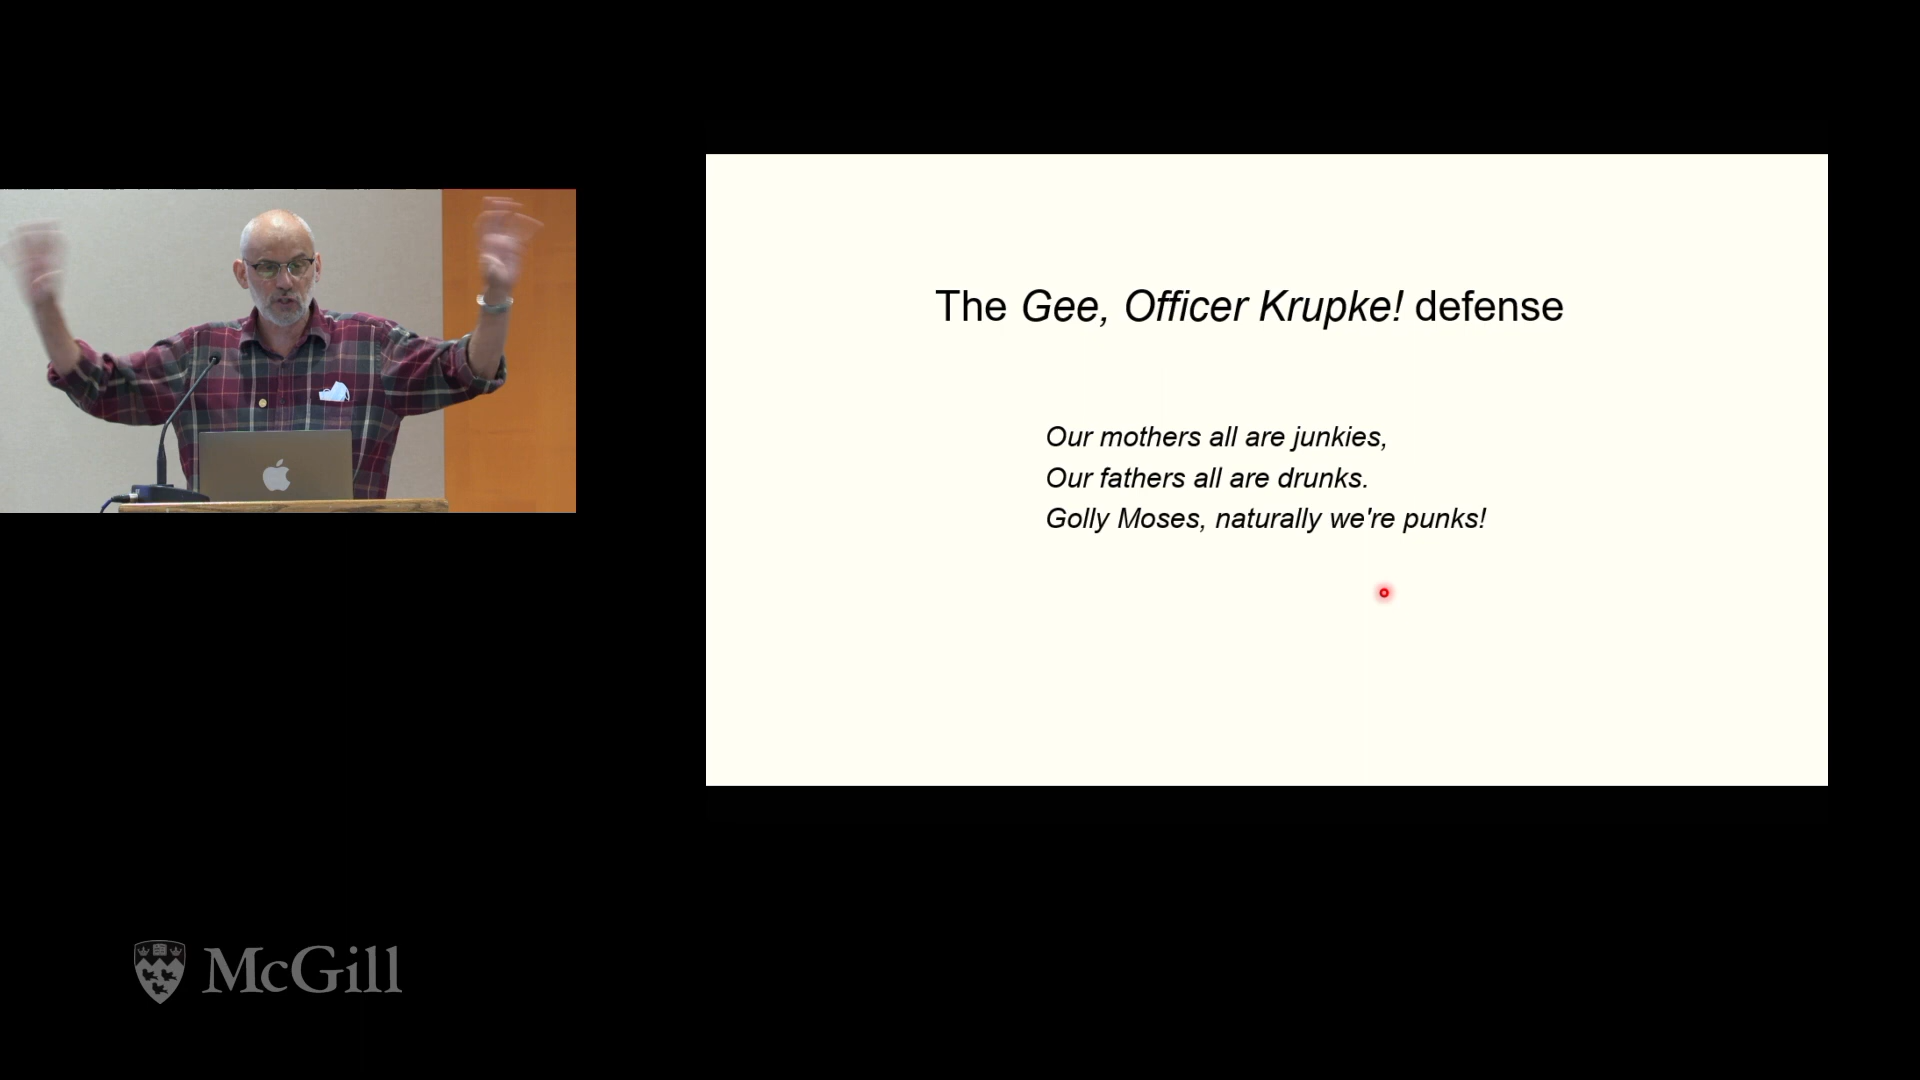 The Gee, Officer Krupke! defense
Our mothers all are junkies,
Our fathers all are drunks.
Golly Moses, naturally we're punks!
McGill